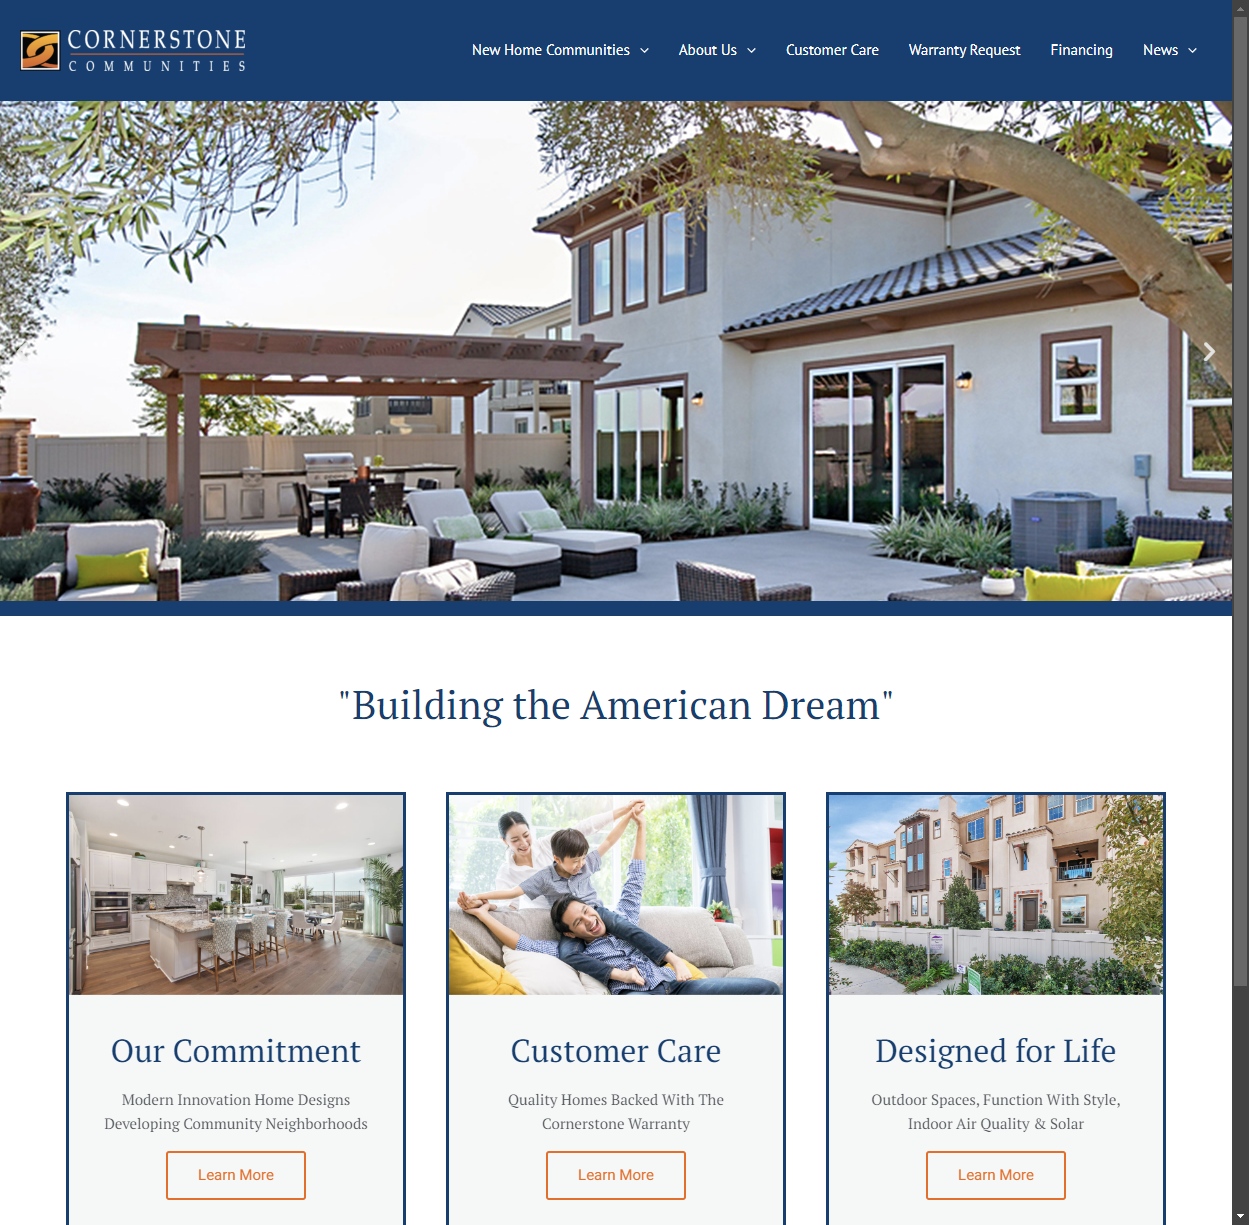 CORNERSTONE
COMMUNITIES
New Home Communities
About Us
Customer Care
Warranty Request
Financing
News
"Building the American Dream"
Our Commitment
Modern Innovation Home Designs
Developing Community Neighborhoods
Learn More
Customer Care
Quality Homes Backed With The
Cornerstone Warranty
Learn More
Designed for Life
Outdoor Spaces, Function With Style,
Indoor Air Quality & Solar
Learn More